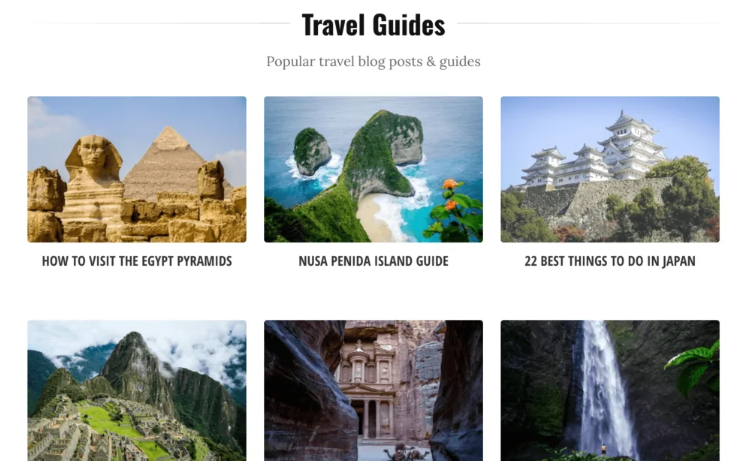 Travel Guides
Popular travel blog posts & guides
HOW TO VISIT THE EGYPT PYRAMIDS
NUSA PENIDA ISLAND GUIDE
22 BEST THINGS TO DO IN JAPAN